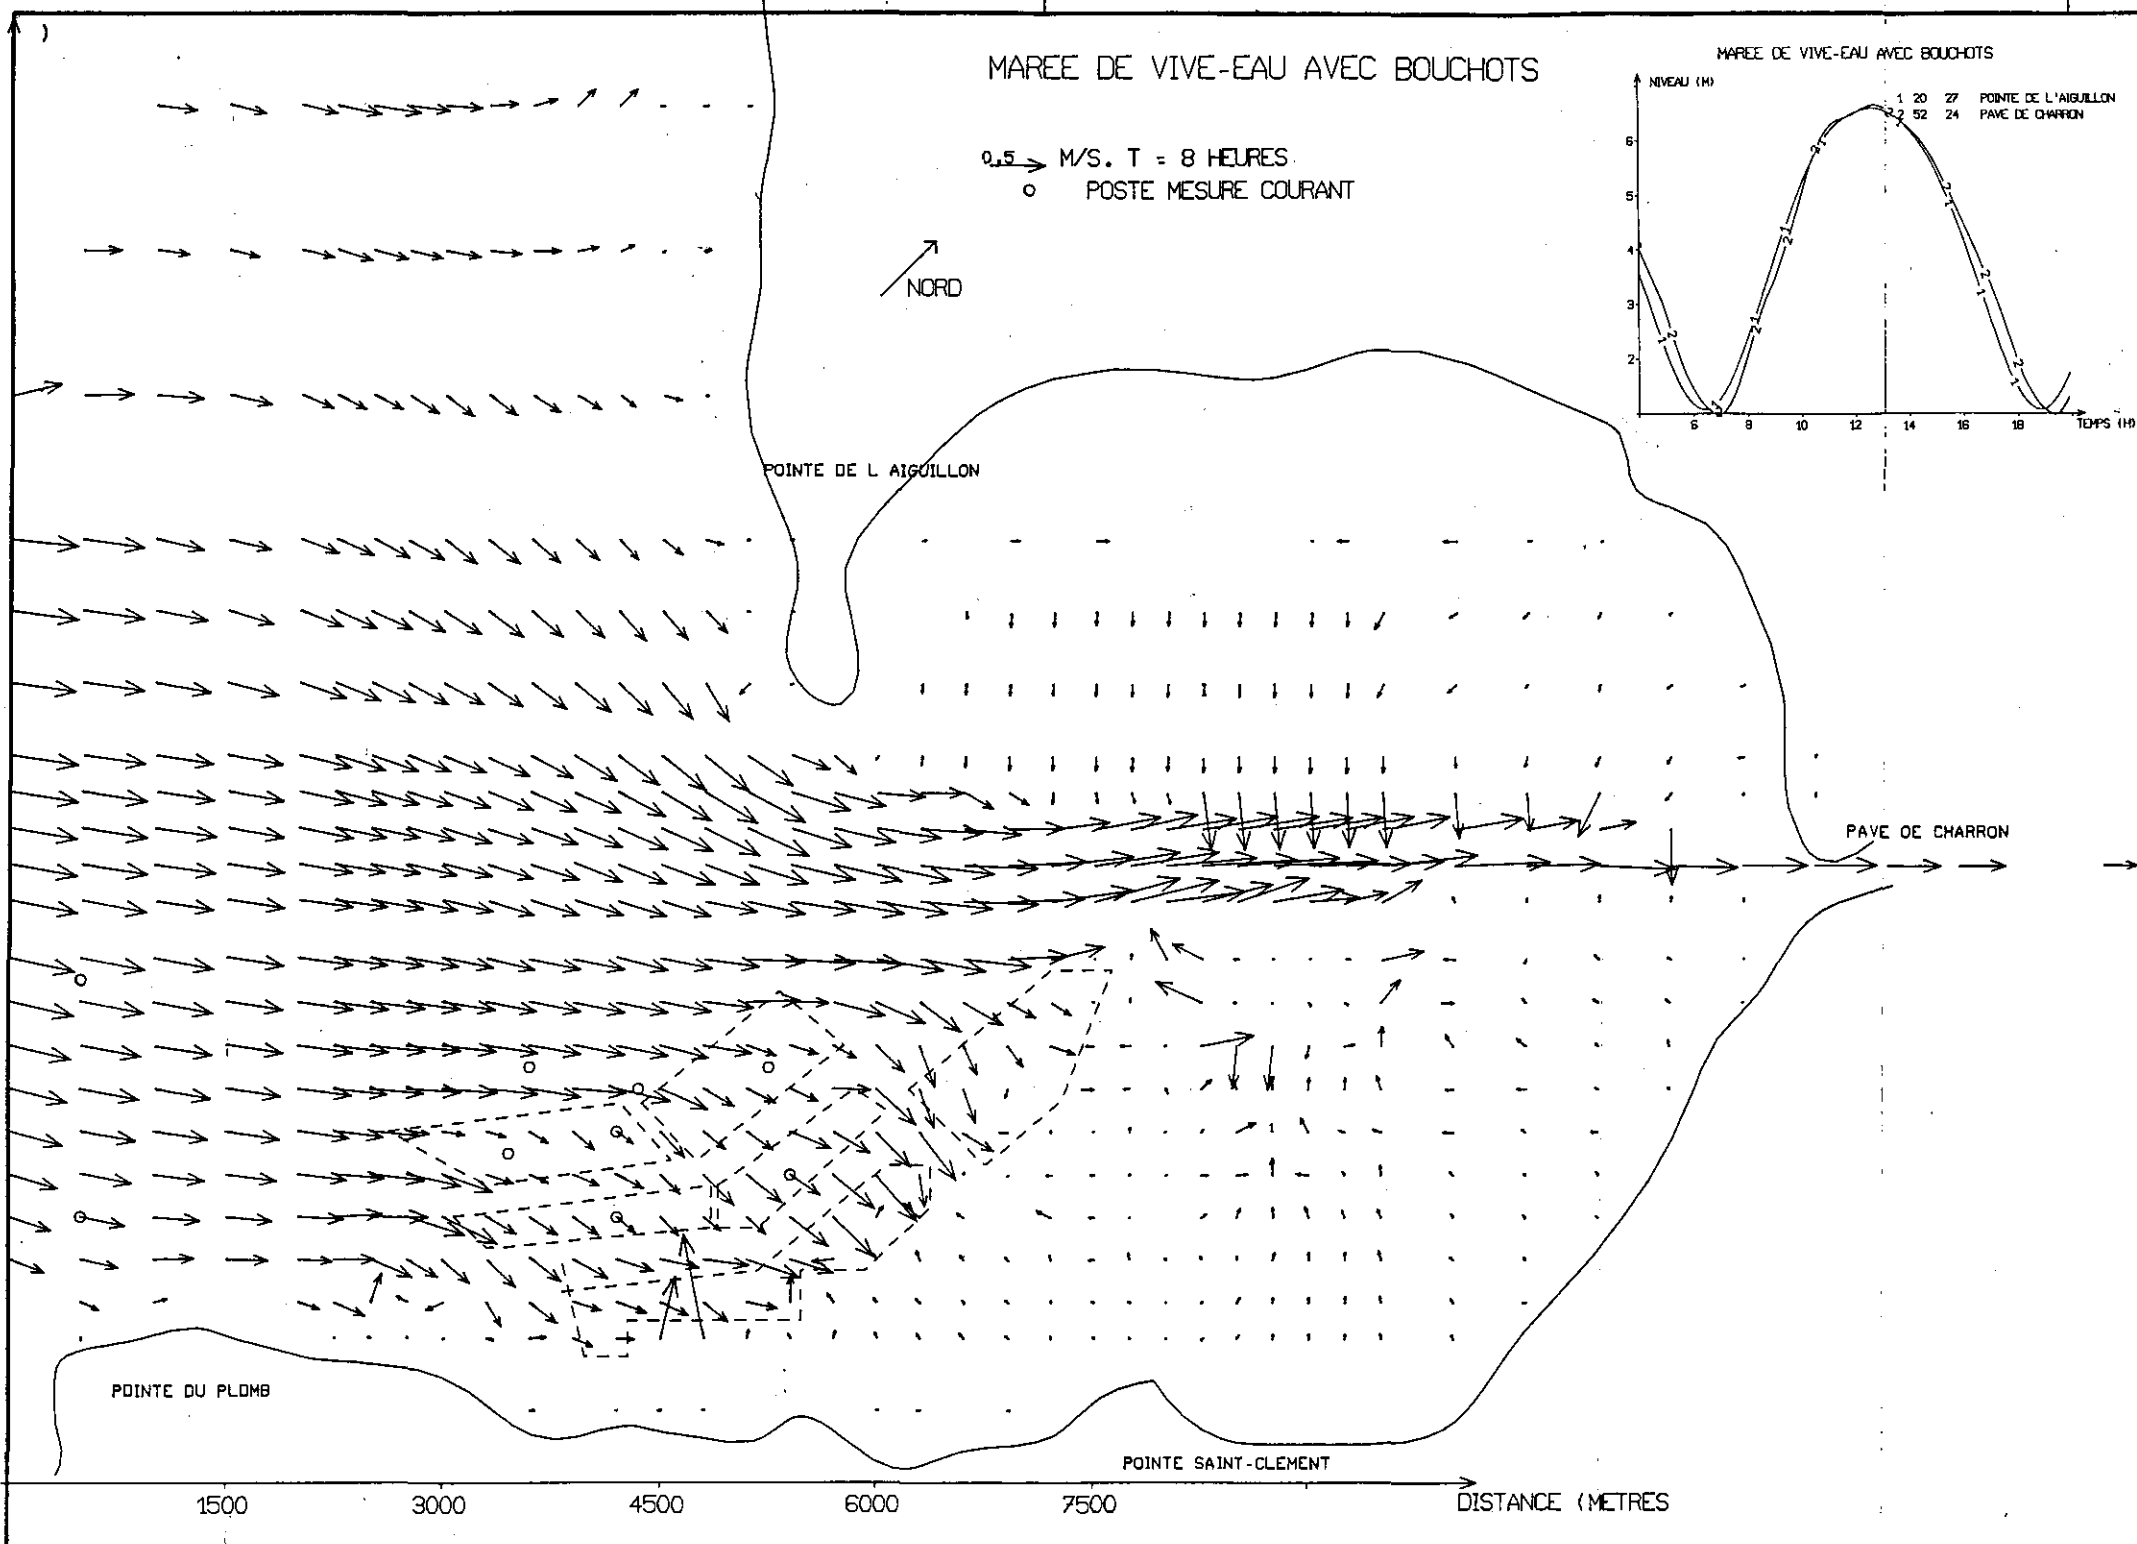 )
MAREE DE VIVE-EAU AVEC BOUCHOTS
0.5 M/S. T = 8 HEURES
POSTE MESURE COURANT
NORD
MAREE DE VIVE-EAU AVEC BOUCHOTS
NIVEAU (M)
1 20 27 POINTE DE L'AIGUILLON
2 52 24 PAVE DE CHARRON
6
5
4
3
2
6 8 10 12 14 16 18 TEMPS (H)
POINTE DE L AIGUILLON
PAVE DE CHARRON
POINTE DU PLOMB
POINTE SAINT-CLEMENT
1500 3000 4500 6000 7500 DISTANCE (METRES